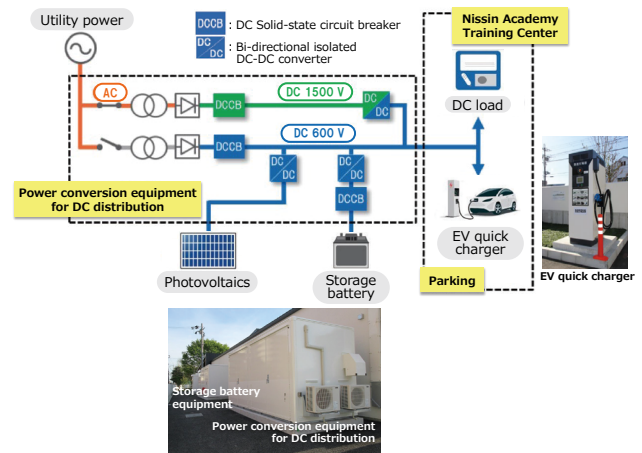 Utility power
DCCB : DC Solid-state circuit breaker
DC/DC : Bi-directional isolated
DC-DC converter
Nissin Academy
Training Center
AC
DCCB
DC 1500 V
DC/DC
DC load
DCCB
DC 600 V
DC/DC
DC/DC
Power conversion equipment
for DC distribution
DCCB
Photovoltaics
Storage
battery
EV quick
charger
Parking
EV quick charger
Storage battery
equipment
Power conversion equipment
for DC distribution